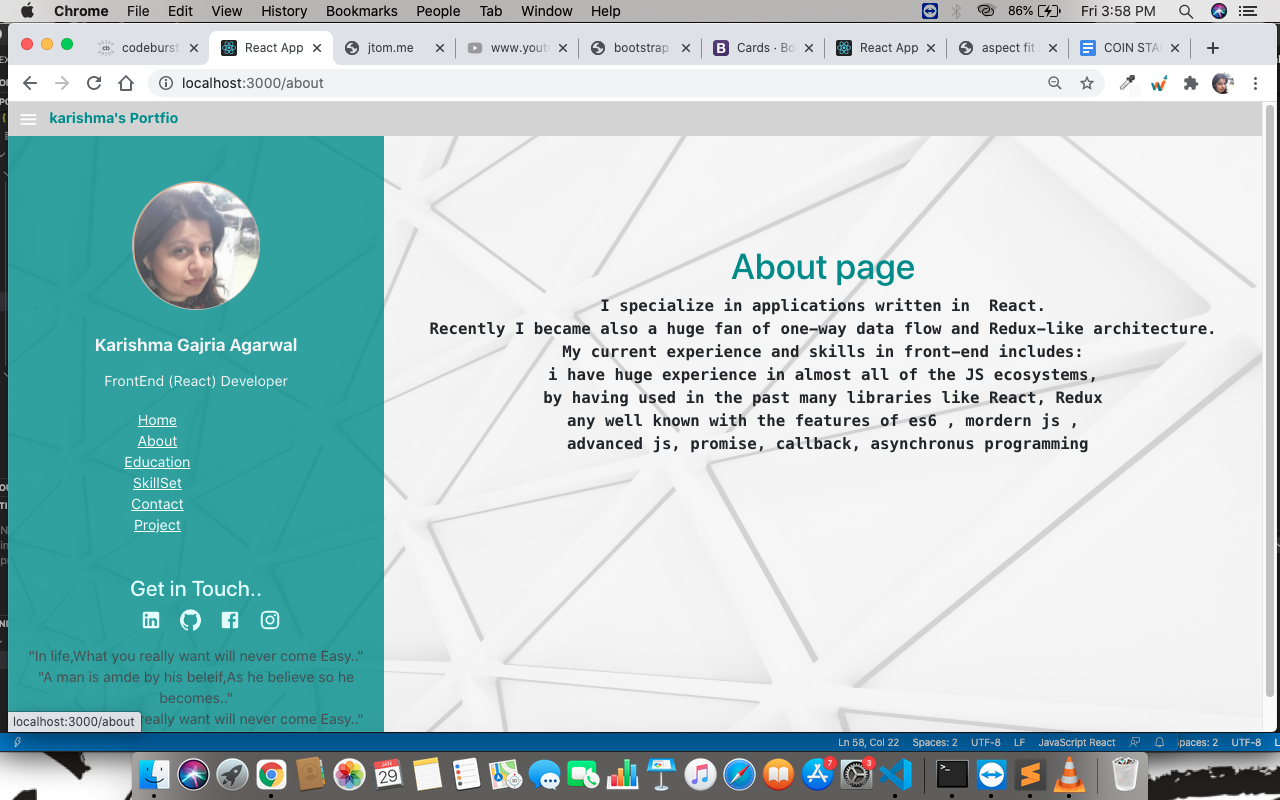 Chrome File Edit View History Bookmarks People Tab Window Help 86% Fri 3:58 PM
codeburst React App jtom.me www.yout bootstrap Cards · Bo React App aspect fit COIN STA
localhost:3000/about
karishma's Portfio
Karishma Gajria Agarwal
FrontEnd (React) Developer
Home
About
Education
SkillSet
Contact
Project
Get in Touch..
"In life,What you really want will never come Easy.."
"A man is amde by his beleif,As he believe so he
becomes.."
really want will never come Easy.."
localhost:3000/about
About page
I specialize in applications written in  React.
Recently I became also a huge fan of one-way data flow and Redux-like architecture.
My current experience and skills in front-end includes:
i have huge experience in almost all of the JS ecosystems,
by having used in the past many libraries like React, Redux
any well known with the features of es6 , mordern js ,
advanced js, promise, callback, asynchronus programming
Ln 58, Col 22 Spaces: 2 UTF-8 LF JavaScript React paces: 2 UTF-8 L
JAN
29
7
3